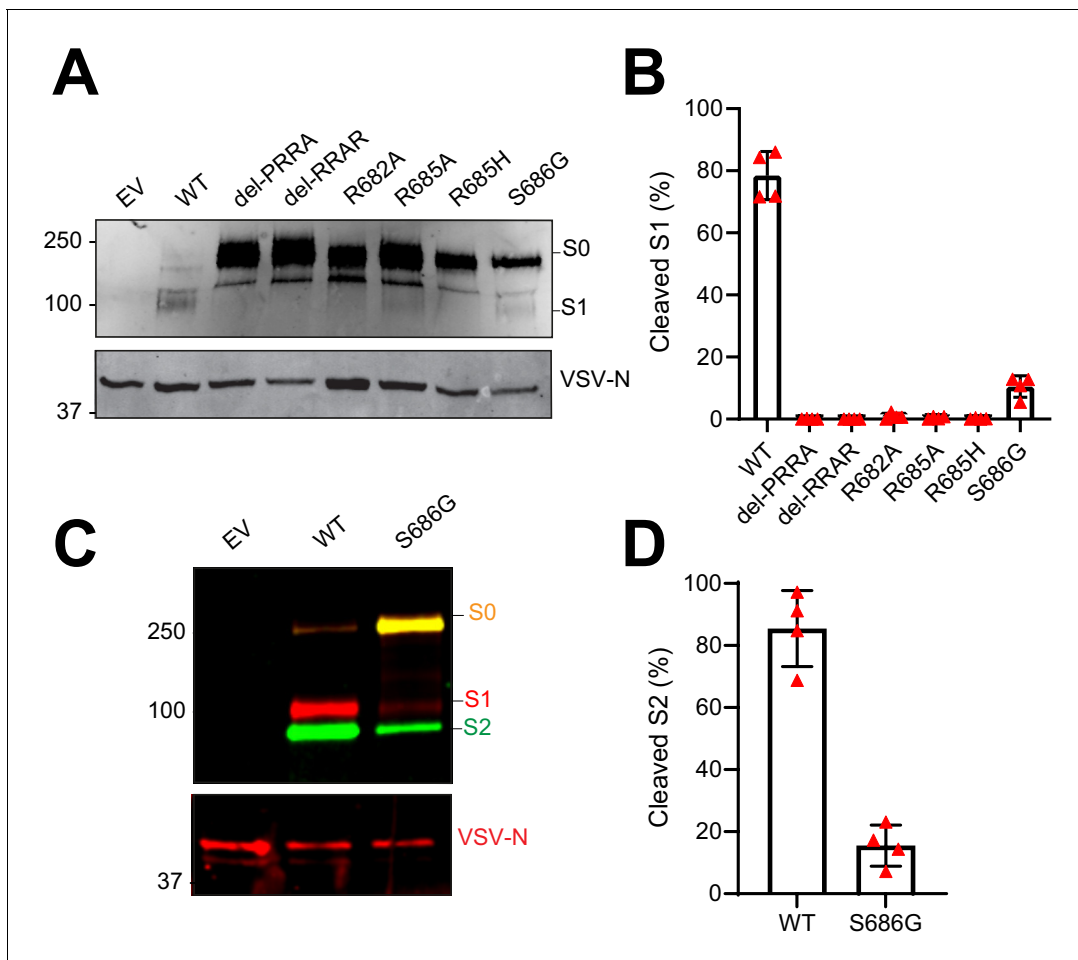 A
EV WT del-PRRA del-RRAR R682A R685A R685H S686G
250
S0
100
S1
VSV-N
37
B
Cleaved S1 (%)
100
80
60
40
20
0
WT del-PRRA del-RRAR R682A R685A R685H S686G
C
EV WT S686G
250
S0
100
S1
S2
VSV-N
37
D
Cleaved S2 (%)
100
80
60
40
20
0
WT S686G